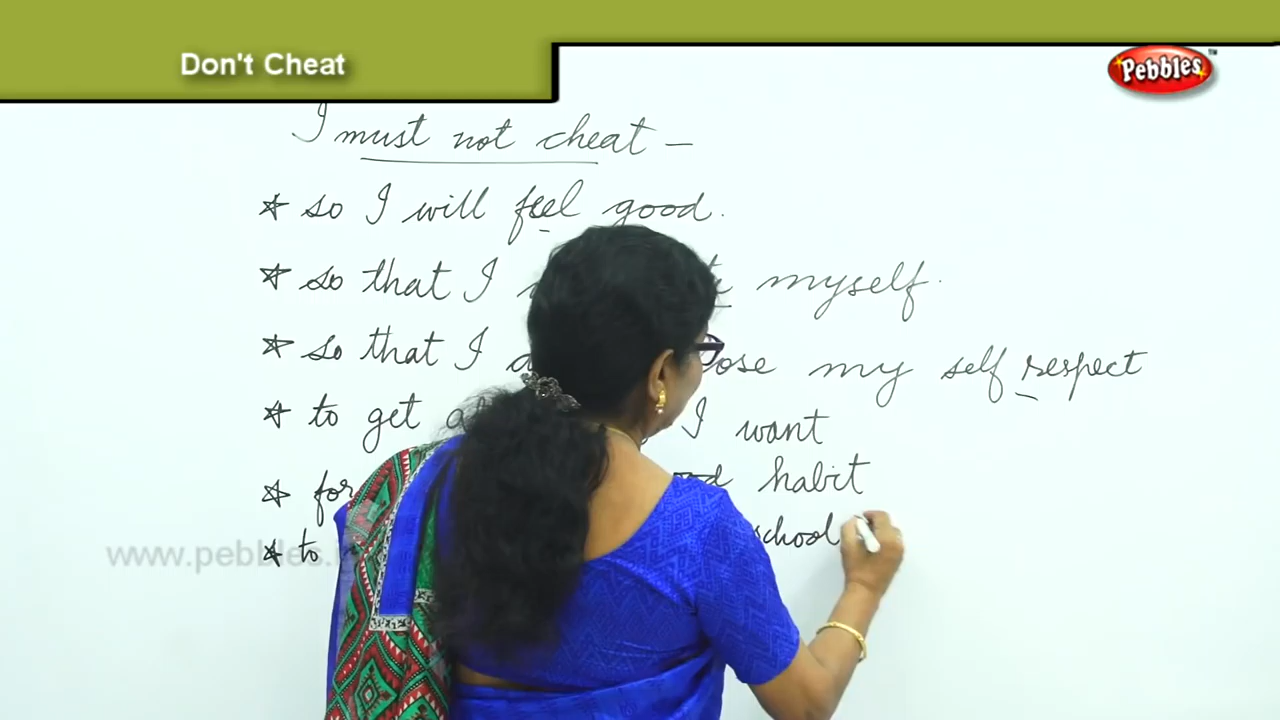 Don't Cheat
Pebbles™
I must not cheat -
* so I will feel good.
* so that I myself.
* so that I my self respect
* to get I want
* habit
* to school
www.pebbles.